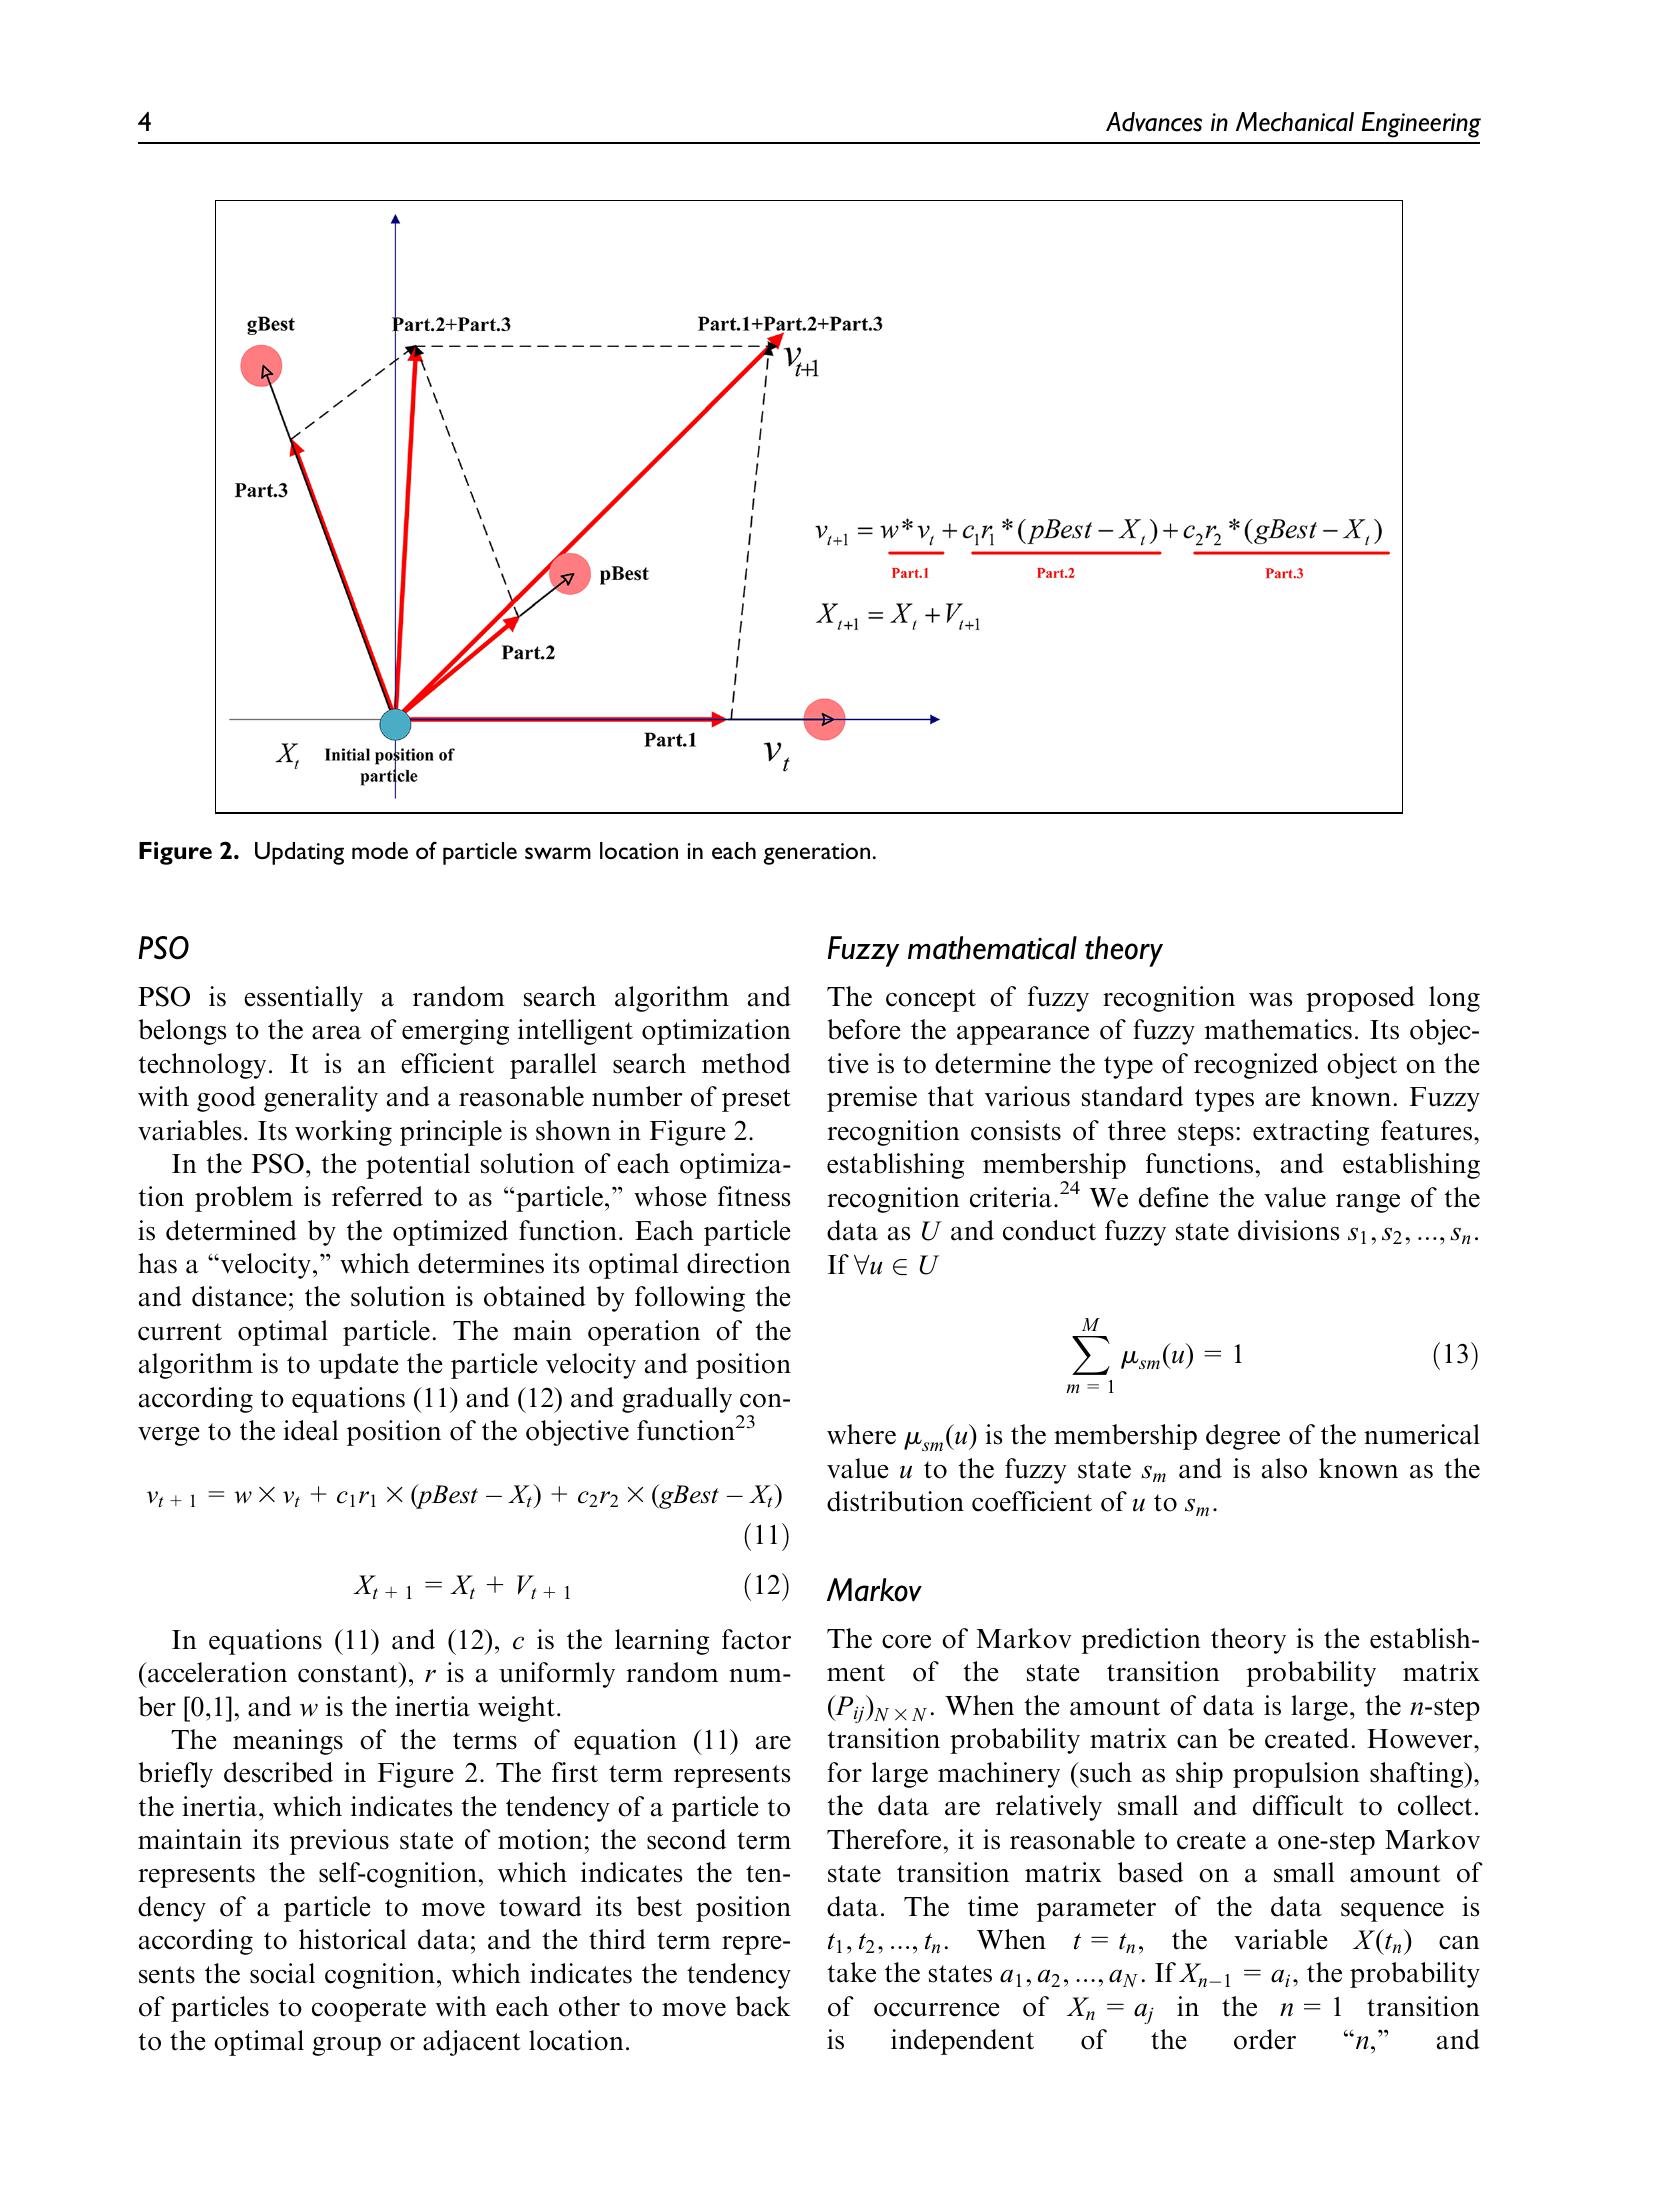 4
Advances in Mechanical Engineering
gBest
Part.2+Part.3
Part.1+Part.2+Part.3
v_{t+1}
Part.3
pBest
Part.2
v_{t+1} = w*v_t + c_1r_1*(pBest − X_t) + c_2r_2*(gBest − X_t)
Part.1 Part.2 Part.3
X_{t+1} = X_t + V_{t+1}
Part.1
X_t
Initial position of
particle
v_t
Figure 2. Updating mode of particle swarm location in each generation.
PSO
PSO is essentially a random search algorithm and
belongs to the area of emerging intelligent optimization
technology. It is an efficient parallel search method
with good generality and a reasonable number of preset
variables. Its working principle is shown in Figure 2.
In the PSO, the potential solution of each optimiza-
tion problem is referred to as “particle,” whose fitness
is determined by the optimized function. Each particle
has a “velocity,” which determines its optimal direction
and distance; the solution is obtained by following the
current optimal particle. The main operation of the
algorithm is to update the particle velocity and position
according to equations (11) and (12) and gradually con-
verge to the ideal position of the objective function^{23}
v_{t+1} = w × v_t + c_1r_1 × (pBest − X_t) + c_2r_2 × (gBest − X_t)
(11)
X_{t+1} = X_t + V_{t+1} (12)
In equations (11) and (12), c is the learning factor
(acceleration constant), r is a uniformly random num-
ber [0,1], and w is the inertia weight.
The meanings of the terms of equation (11) are
briefly described in Figure 2. The first term represents
the inertia, which indicates the tendency of a particle to
maintain its previous state of motion; the second term
represents the self-cognition, which indicates the ten-
dency of a particle to move toward its best position
according to historical data; and the third term repre-
sents the social cognition, which indicates the tendency
of particles to cooperate with each other to move back
to the optimal group or adjacent location.
Fuzzy mathematical theory
The concept of fuzzy recognition was proposed long
before the appearance of fuzzy mathematics. Its objec-
tive is to determine the type of recognized object on the
premise that various standard types are known. Fuzzy
recognition consists of three steps: extracting features,
establishing membership functions, and establishing
recognition criteria.^{24} We define the value range of the
data as U and conduct fuzzy state divisions s_1, s_2, ..., s_n.
If ∀u ∈ U
∑_{m=1}^{M} μ_{sm}(u) = 1 (13)
where μ_{sm}(u) is the membership degree of the numerical
value u to the fuzzy state s_m and is also known as the
distribution coefficient of u to s_m.
Markov
The core of Markov prediction theory is the establish-
ment of the state transition probability matrix
(P_{ij})_{N×N}. When the amount of data is large, the n-step
transition probability matrix can be created. However,
for large machinery (such as ship propulsion shafting),
the data are relatively small and difficult to collect.
Therefore, it is reasonable to create a one-step Markov
state transition matrix based on a small amount of
data. The time parameter of the data sequence is
t_1, t_2, ..., t_n. When t = t_n, the variable X(t_n) can
take the states a_1, a_2, ..., a_N. If X_{n−1} = a_i, the probability
of occurrence of X_n = a_j in the n = 1 transition
is independent of the order “n,” and